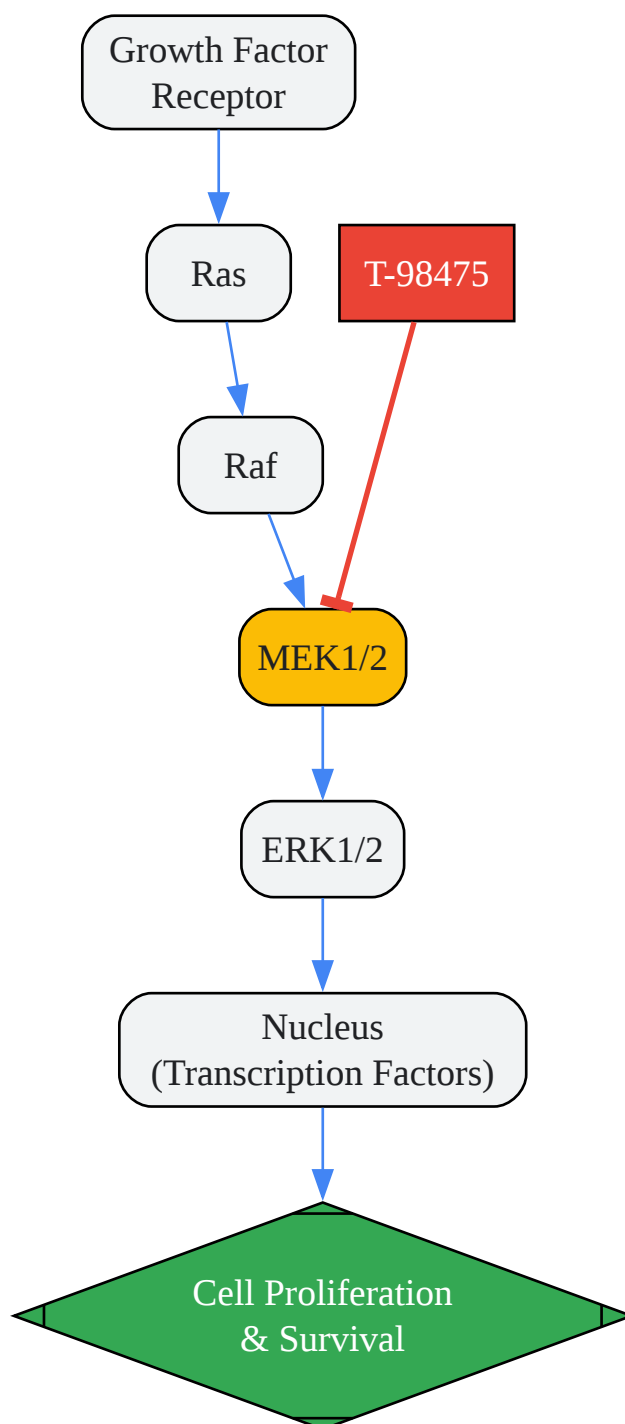 Growth Factor
Receptor
Ras
T-98475
Raf
MEK1/2
ERK1/2
Nucleus
(Transcription Factors)
Cell Proliferation
& Survival